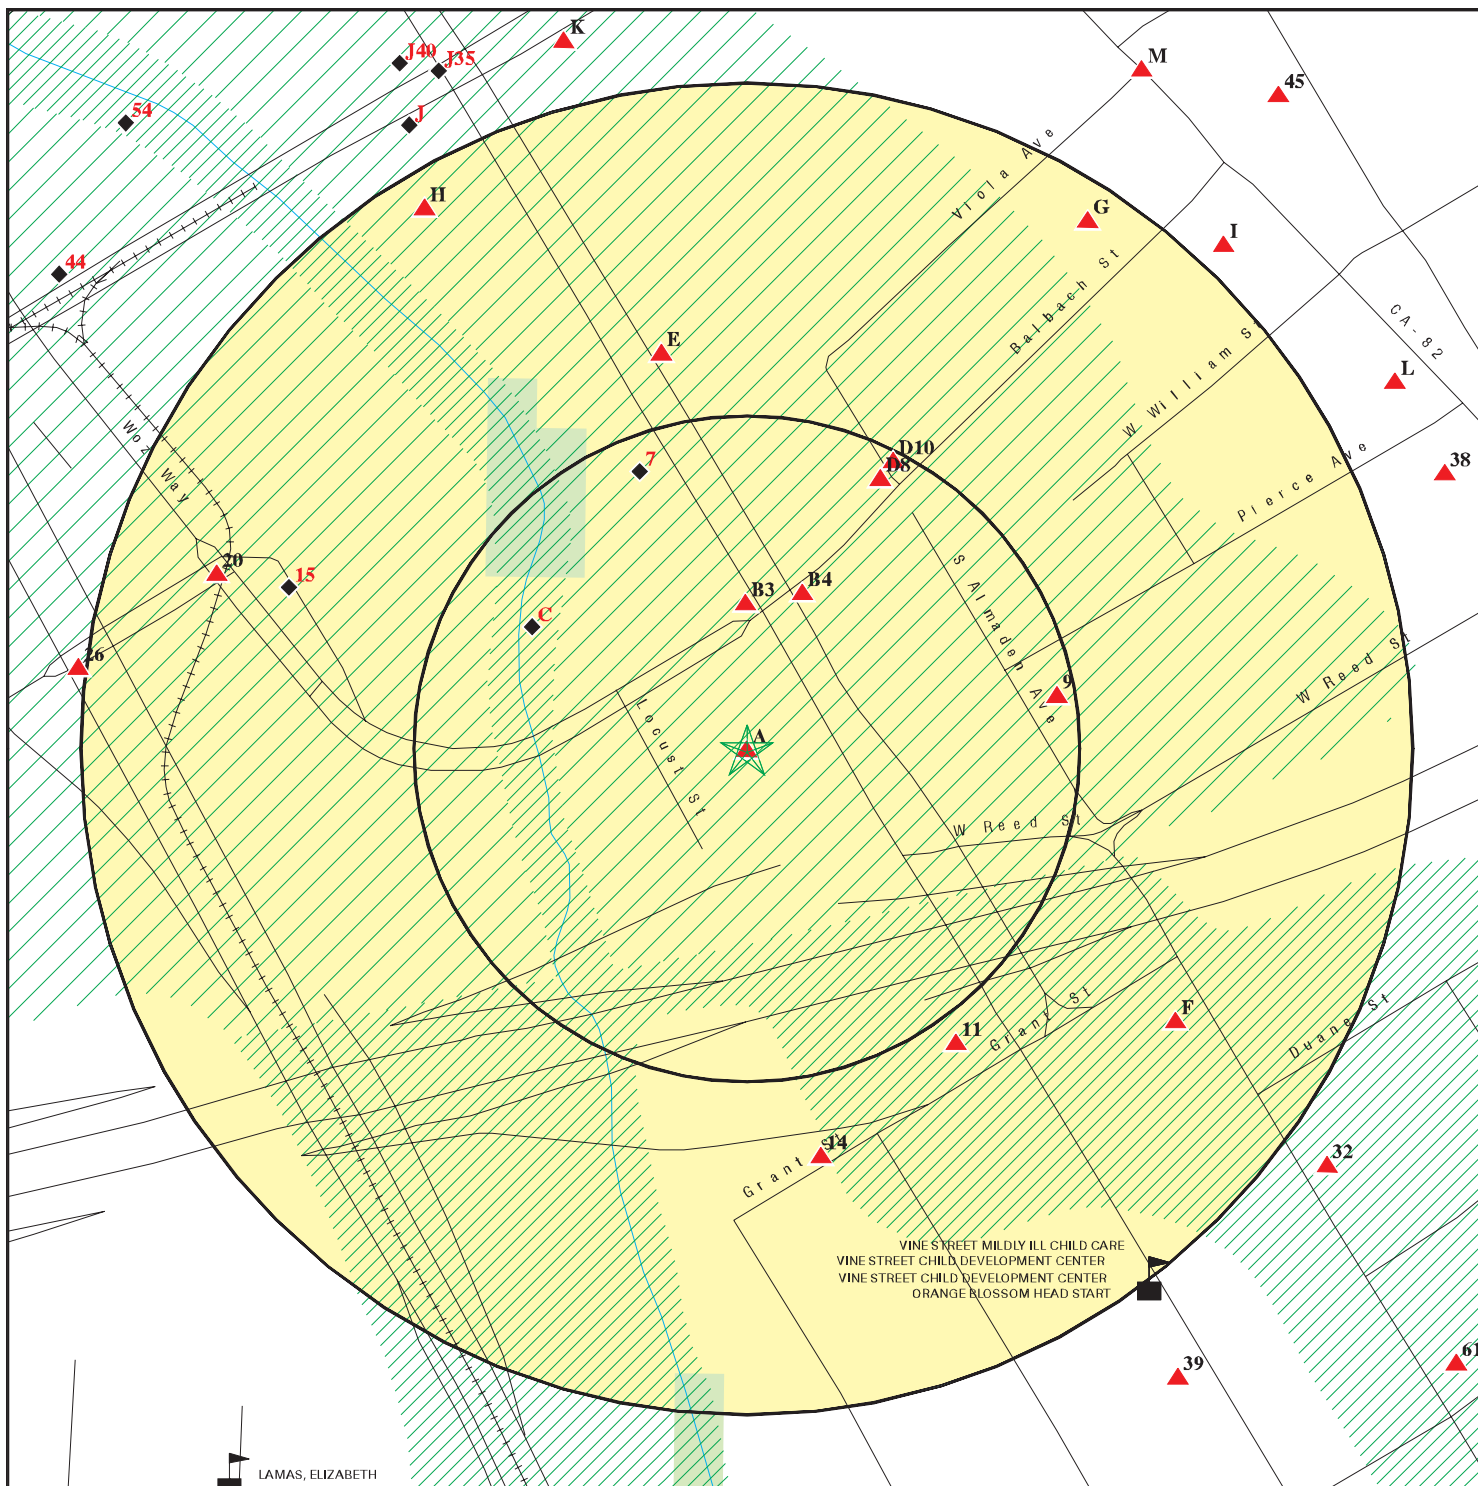 K
J40
J35
M
45
54
J
Viola Ave
H
G
I
44
Balbach St
CA-82
E
W William St
L
Woz Way
D10
D8
7
Pierce Ave
38
20
15
S Almaden Ave
B3
B4
C
26
W Reed St
9
Locust St
A
W Reed St
11
Grant St
F
Duane St
14
Grant St
32
VINE STREET MILDLY ILL CHILD CARE
VINE STREET CHILD DEVELOPMENT CENTER
VINE STREET CHILD DEVELOPMENT CENTER
ORANGE BLOSSOM HEAD START
39
61
LAMAS, ELIZABETH